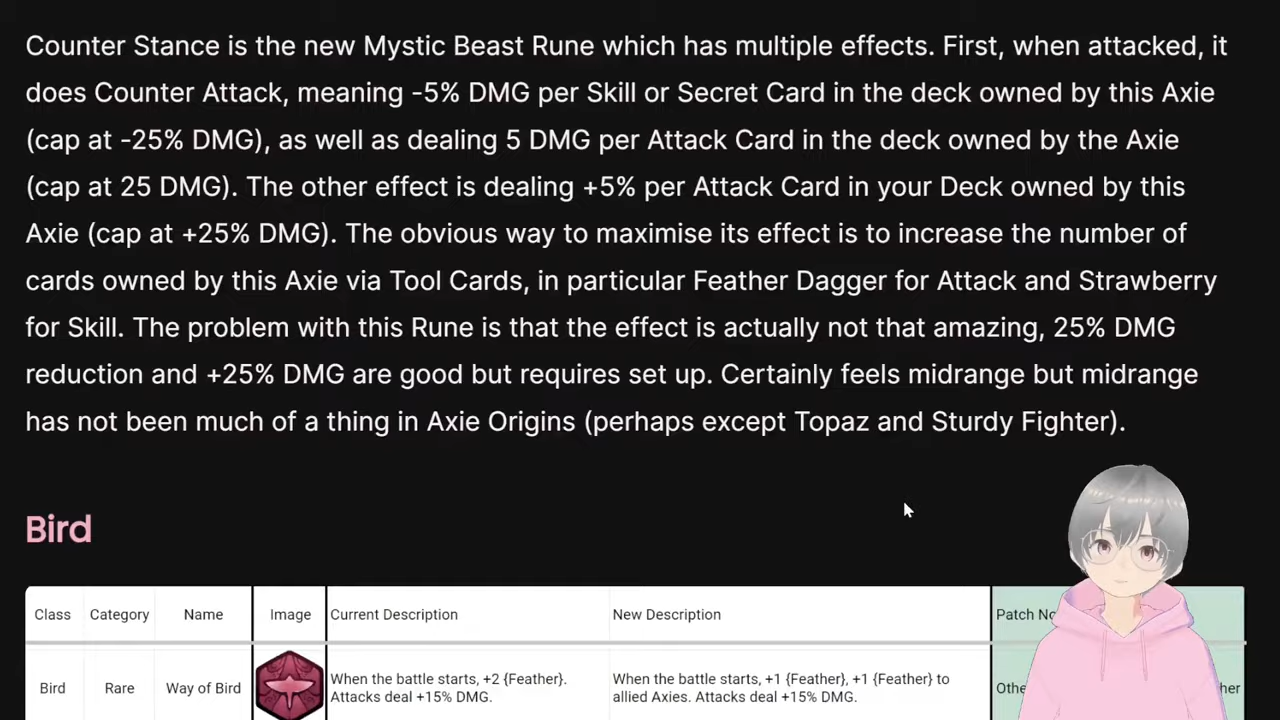 Counter Stance is the new Mystic Beast Rune which has multiple effects. First, when attacked, it
does Counter Attack, meaning -5% DMG per Skill or Secret Card in the deck owned by this Axie
(cap at -25% DMG), as well as dealing 5 DMG per Attack Card in the deck owned by the Axie
(cap at 25 DMG). The other effect is dealing +5% per Attack Card in your Deck owned by this
Axie (cap at +25% DMG). The obvious way to maximise its effect is to increase the number of
cards owned by this Axie via Tool Cards, in particular Feather Dagger for Attack and Strawberry
for Skill. The problem with this Rune is that the effect is actually not that amazing, 25% DMG
reduction and +25% DMG are good but requires set up. Certainly feels midrange but midrange
has not been much of a thing in Axie Origins (perhaps except Topaz and Sturdy Fighter).
Bird
Class Category Name Image Current Description New Description Patch
Bird Rare Way of Bird
When the battle starts, +2 {Feather}.
Attacks deal +15% DMG.
When the battle starts, +1 {Feather}, +1 {Feather} to
allied Axies. Attacks deal +15% DMG.